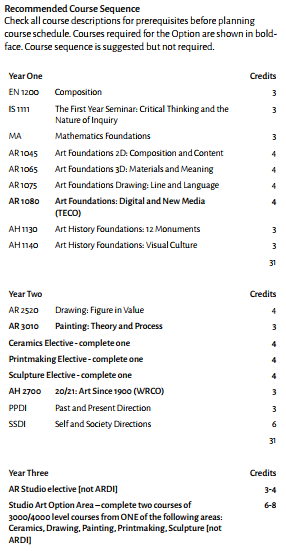 Recommended Course Sequence
Check all course descriptions for prerequisites before planning
course schedule. Courses required for the Option are shown in bold-
face. Course sequence is suggested but not required.
Year One Credits
EN 1200 Composition 3
IS 1111 The First Year Seminar: Critical Thinking and the 3
Nature of Inquiry
MA Mathematics Foundations 3
AR 1045 Art Foundations 2D: Composition and Content 4
AR 1065 Art Foundations 3D: Materials and Meaning 4
AR 1075 Art Foundations Drawing: Line and Language 4
AR 1080 Art Foundations: Digital and New Media 4
(TECO)
AH 1130 Art History Foundations: 12 Monuments 3
AH 1140 Art History Foundations: Visual Culture 3
31
Year Two Credits
AR 2520 Drawing: Figure in Value 4
AR 3010 Painting: Theory and Process 3
Ceramics Elective - complete one 4
Printmaking Elective - complete one 4
Sculpture Elective - complete one 4
AH 2700 20/21: Art Since 1900 (WRCO) 3
PPDI Past and Present Direction 3
SSDI Self and Society Directions 6
31
Year Three Credits
AR Studio elective [not ARDI] 3-4
Studio Art Option Area – complete two courses of 6-8
3000/4000 level courses from ONE of the following areas:
Ceramics, Drawing, Painting, Printmaking, Sculpture [not
ARDI]